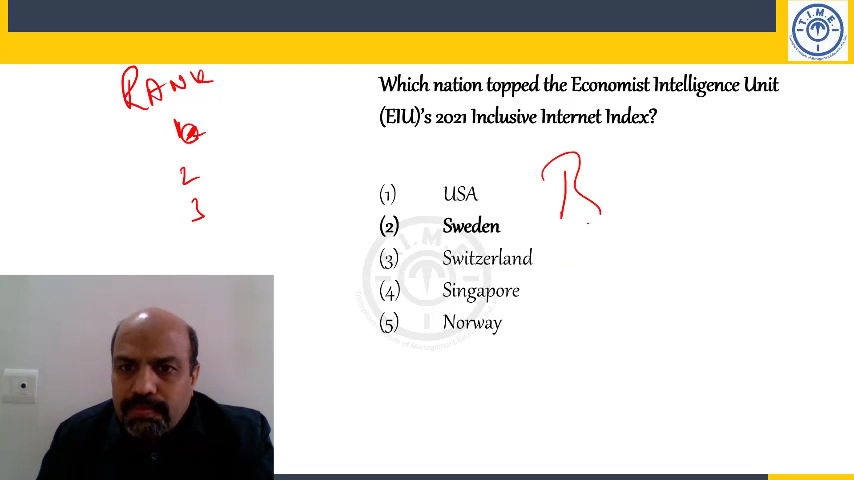 T.I.M.E.
RANK
Which nation topped the Economist Intelligence Unit
(EIU)'s 2021 Inclusive Internet Index?
2
3
(1) USA
(2) Sweden
(3) Switzerland
(4) Singapore
(5) Norway